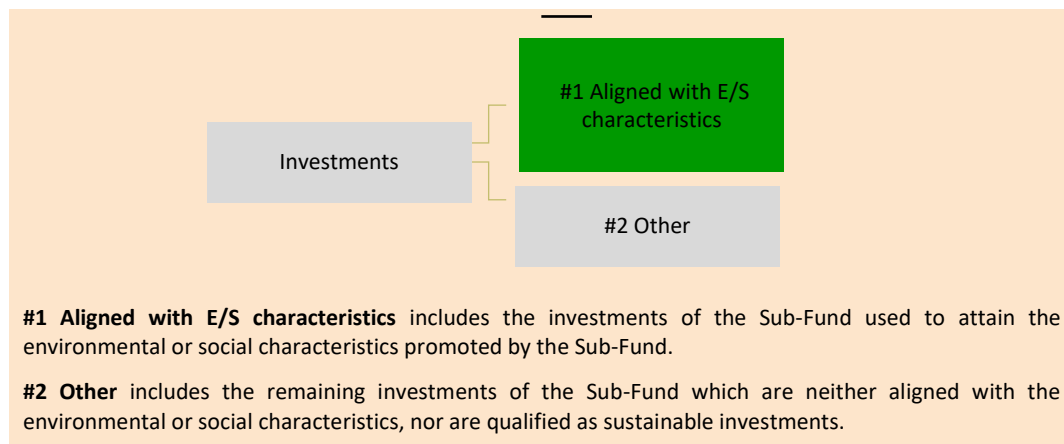 #1 Aligned with E/S
characteristics
Investments
#2 Other
#1 Aligned with E/S characteristics includes the investments of the Sub-Fund used to attain the
environmental or social characteristics promoted by the Sub-Fund.
#2 Other includes the remaining investments of the Sub-Fund which are neither aligned with the
environmental or social characteristics, nor are qualified as sustainable investments.